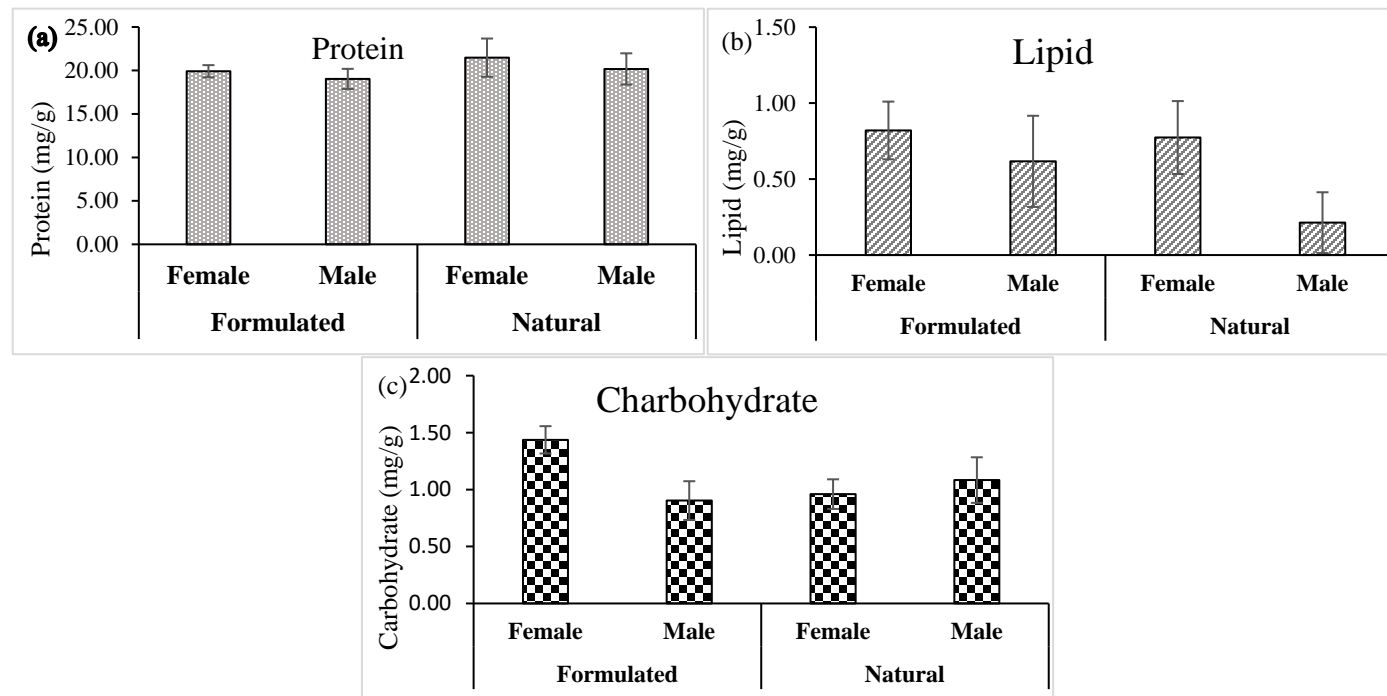 (a)
Protein
Protein (mg/g)
25.00
20.00
15.00
10.00
5.00
0.00
Female Male Female Male
Formulated Natural
(b)
Lipid
Lipid (mg/g)
1.50
1.00
0.50
0.00
Female Male Female Male
Formulated Natural
(c)
Charbohydrate
Carbohydrate (mg/g)
2.00
1.50
1.00
0.50
0.00
Female Male Female Male
Formulated Natural